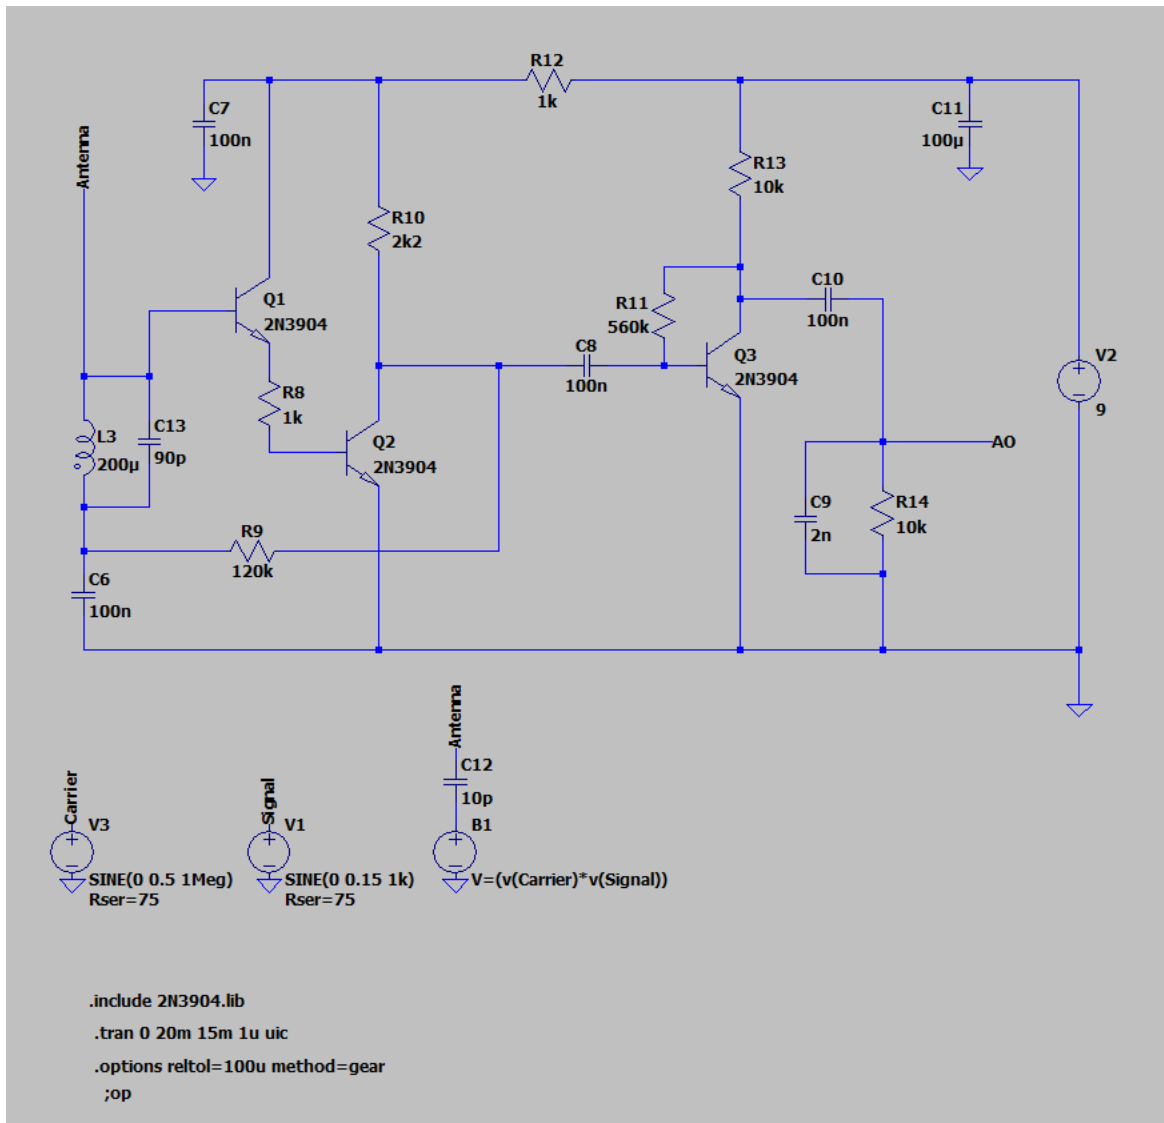 R12
1k
C7
100n
C11
100µ
Antenna
R13
10k
R10
2k2
Q1
2N3904
C10
100n
R11
560k
C8
100n
Q3
2N3904
V2
9
R8
1k
L3
200µ
C13
90p
Q2
2N3904
AO
C9
2n
R14
10k
R9
120k
C6
100n
Antenna
C12
10p
Carrier
V3
SINE(0 0.5 1Meg)
Rser=75
Signal
V1
SINE(0 0.15 1k)
Rser=75
B1
V=(v(Carrier)*v(Signal))
.include 2N3904.lib
.tran 0 20m 15m 1u uic
.options reltol=100u method=gear
;op